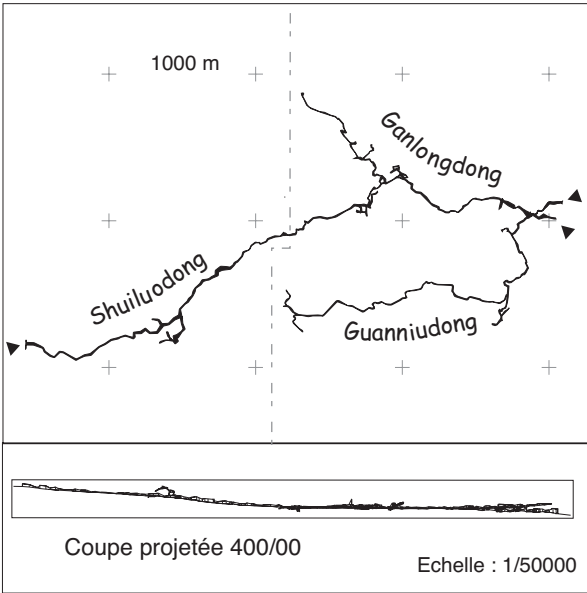 1000 m
Ganlongdong
Shuiluodong
Guanniudong
Coupe projetée 400/00
Echelle : 1/50000